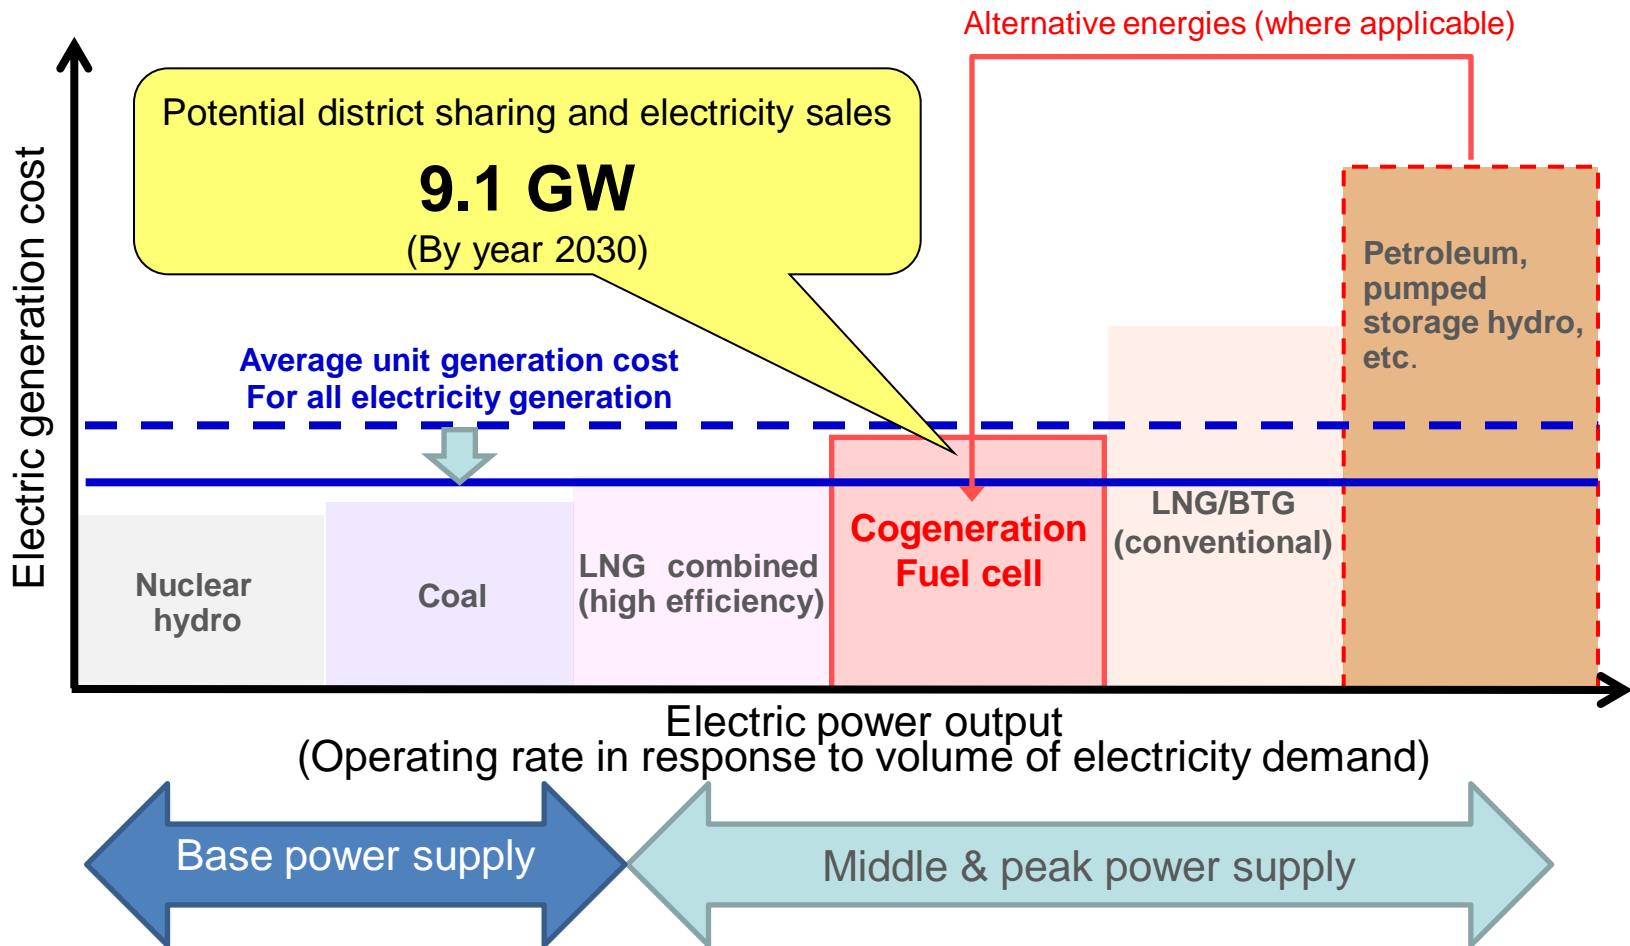 Alternative energies (where applicable)
Potential district sharing and electricity sales
9.1 GW
(By year 2030)
Electric generation cost
Average unit generation cost
For all electricity generation
Nuclear
hydro
Coal
LNG combined
(high efficiency)
Cogeneration
Fuel cell
LNG/BTG
(conventional)
Petroleum,
pumped
storage hydro,
etc.
Electric power output
(Operating rate in response to volume of electricity demand)
Base power supply
Middle & peak power supply